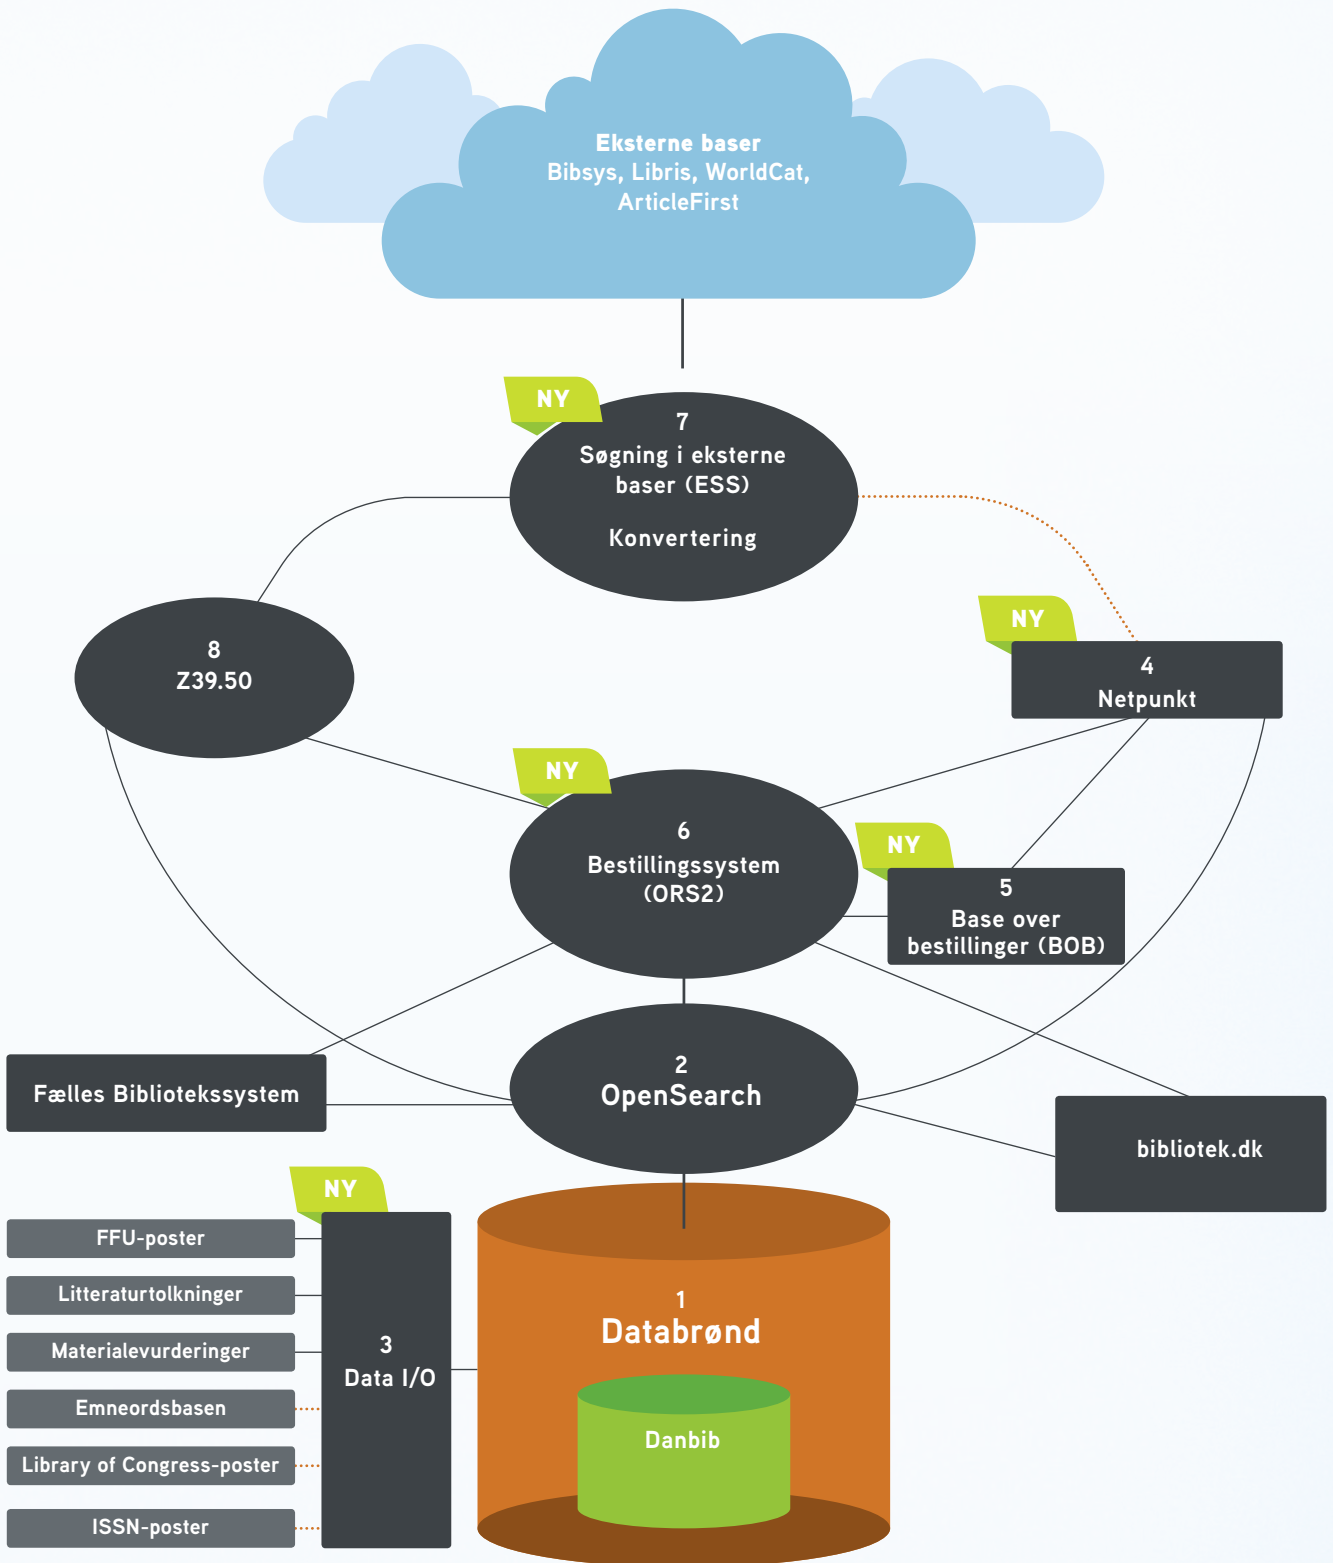 Eksterne baser
Bibsys, Libris, WorldCat,
ArticleFirst
NY
7
Søgning i eksterne
baser (ESS)
Konvertering
8
Z39.50
NY
4
Netpunkt
NY
6
Bestillingssystem
(ORS2)
NY
5
Base over
bestillinger (BOB)
Fælles Bibliotekssystem
2
OpenSearch
bibliotek.dk
NY
FFU-poster
Litteraturtolkninger
Materialevurderinger
Emneordsbasen
Library of Congress-poster
ISSN-poster
3
Data I/O
1
Databrønd
Danbib